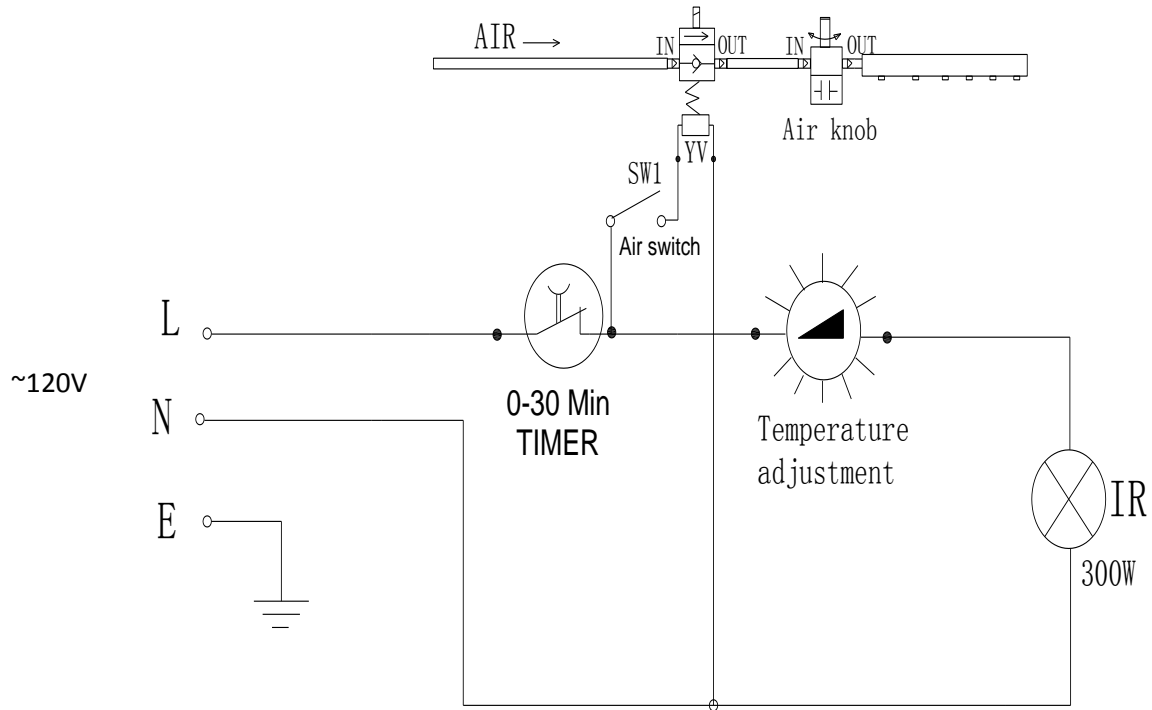 AIR
IN
OUT
IN
OUT
Air knob
YV
SW1
Air switch
L
~120V
N
E
0-30 Min
TIMER
Temperature
adjustment
IR
300W